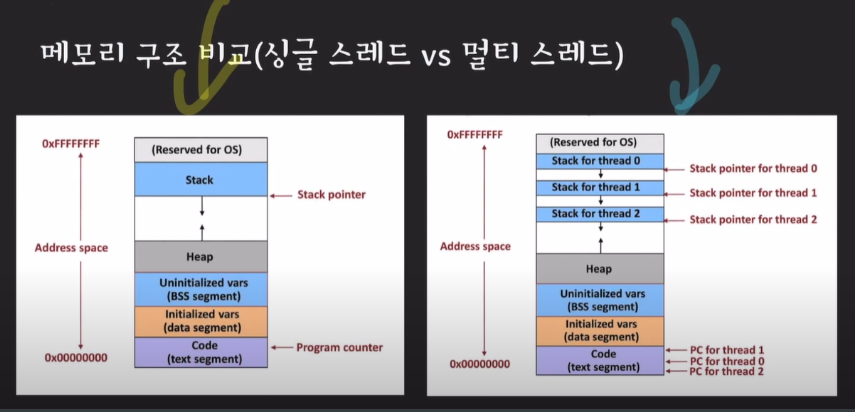 메모리 구조 비교(싱글 스레드 vs 멀티 스레드)
0xFFFFFFFF
(Reserved for OS)
Stack
Stack pointer
Address space
Heap
Uninitialized vars
(BSS segment)
Initialized vars
(data segment)
Code
(text segment)
Program counter
0x00000000
0xFFFFFFFF
(Reserved for OS)
Stack for thread 0
Stack pointer for thread 0
Stack for thread 1
Stack pointer for thread 1
Stack for thread 2
Stack pointer for thread 2
Address space
Heap
Uninitialized vars
(BSS segment)
Initialized vars
(data segment)
Code
(text segment)
PC for thread 1
PC for thread 0
PC for thread 2
0x00000000